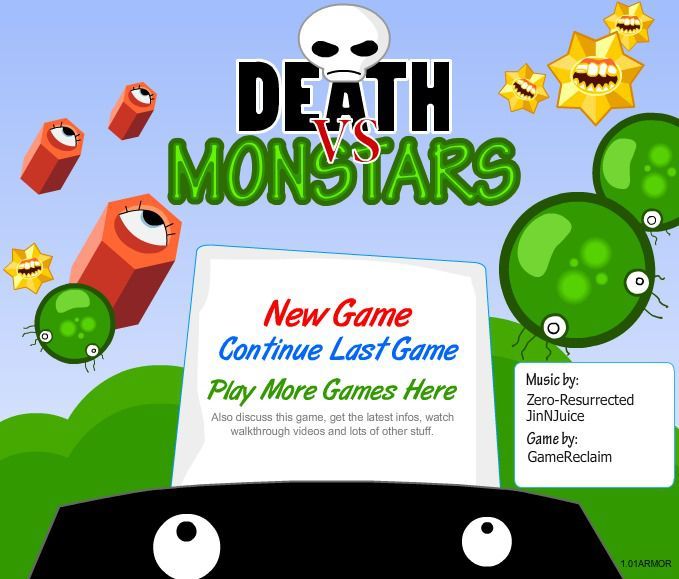 DEATH
VS
MONSTARS
New Game
Continue Last Game
Play More Games Here
Also discuss this game, get the latest infos, watch
walkthrough videos and lots of other stuff.
Music by:
Zero-Resurrected
JinNJuice
Game by:
GameReclaim
1.01ARMOR